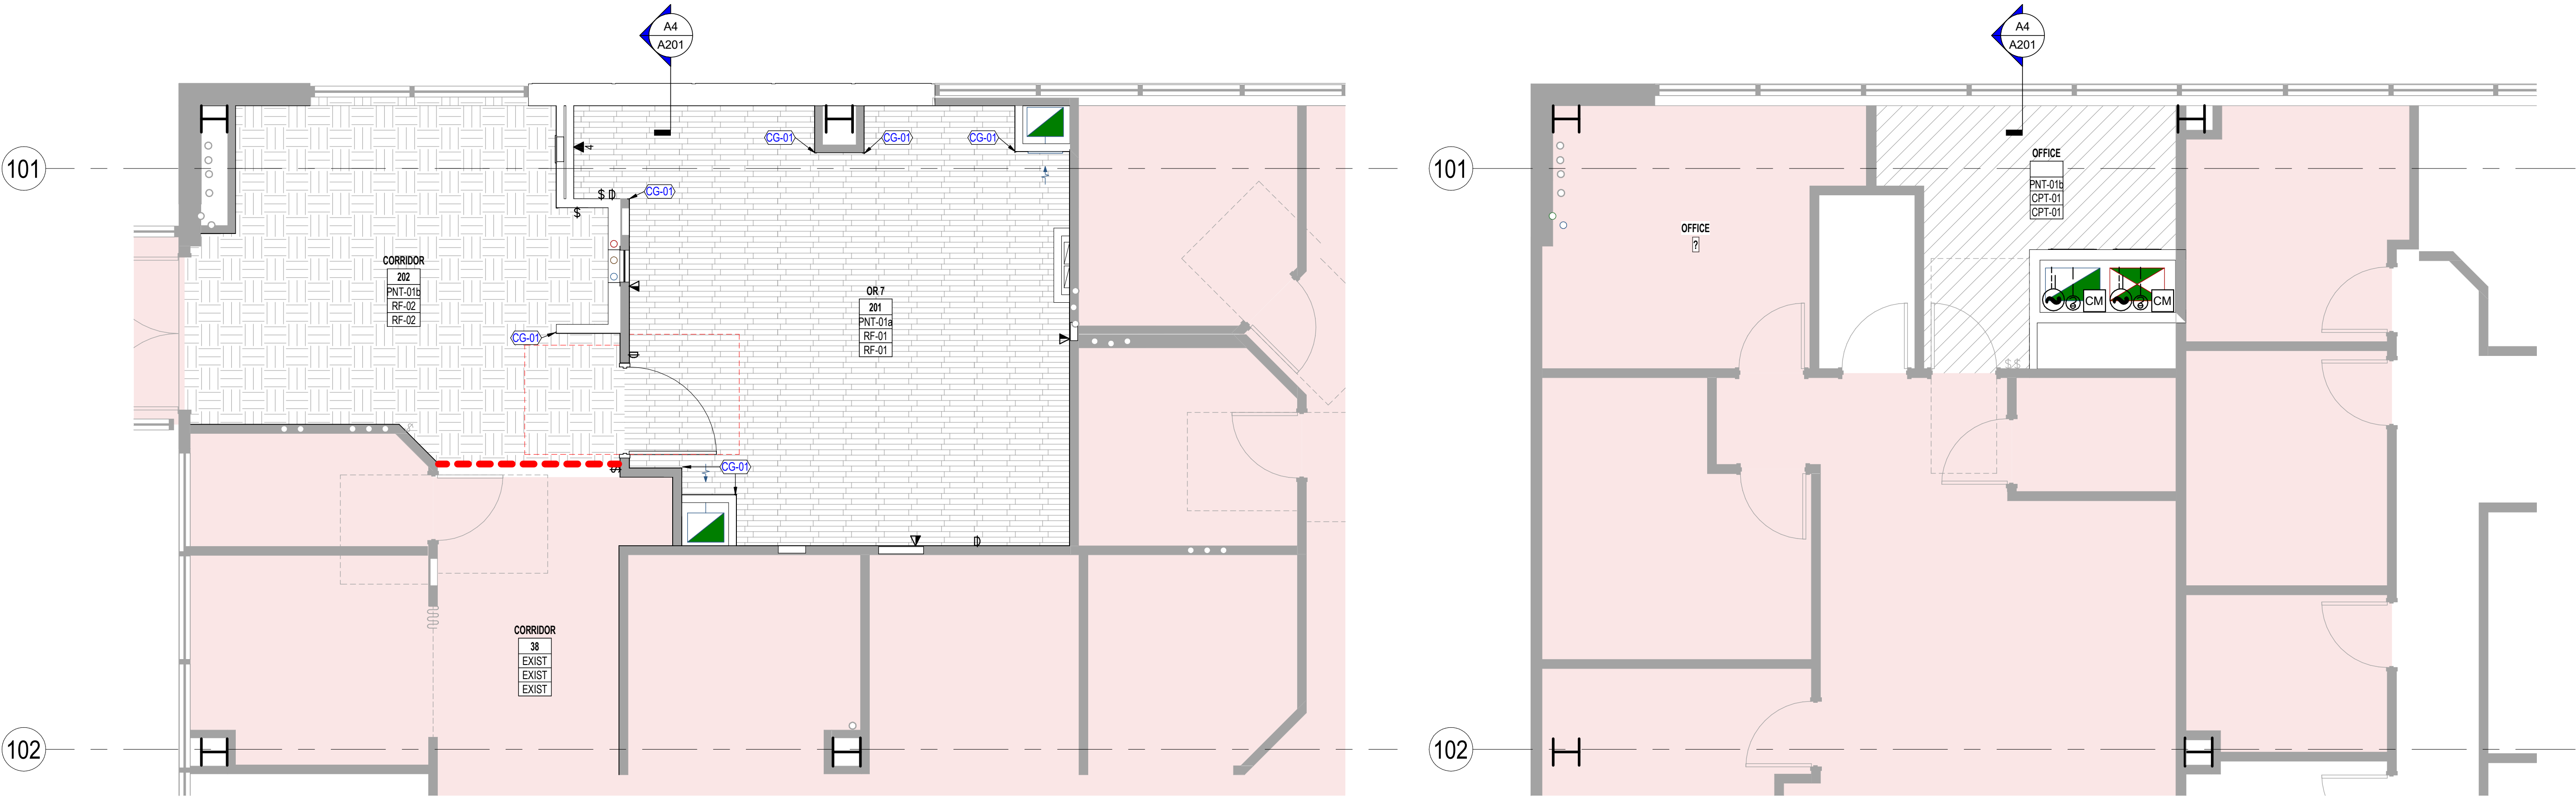 A4
A201
A4
A201
CG-01
CG-01
CG-01
101
101
4
OFFICE
PNT-01b
CPT-01
CPT-01
$
CG-01
$
OFFICE
?
CORRIDOR
202
PNT-01b
RF-02
RF-02
OR 7
201
PNT-01a
RF-01
RF-01
CM
CM
CG-01
$ $
CG-01
$
CORRIDOR
38
EXIST
EXIST
EXIST
102
102